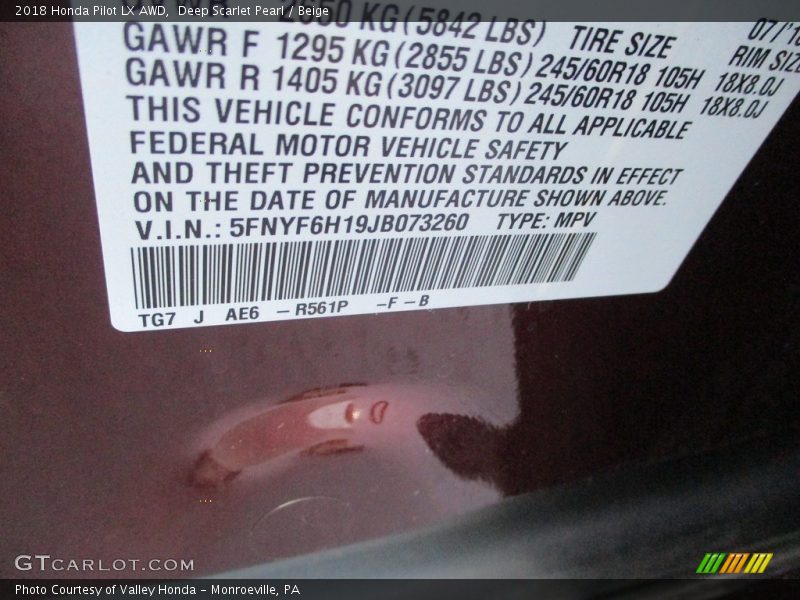 2018 Honda Pilot LX AWD, Deep Scarlet Pearl / Beige
KG (5842 LBS) TIRE SIZE
GAWR F 1295 KG (2855 LBS) 245/60R18 105H 18X8.0J
GAWR R 1405 KG (3097 LBS) 245/60R18 105H 18X8.0J
THIS VEHICLE CONFORMS TO ALL APPLICABLE
FEDERAL MOTOR VEHICLE SAFETY
AND THEFT PREVENTION STANDARDS IN EFFECT
ON THE DATE OF MANUFACTURE SHOWN ABOVE.
V.I.N.: 5FNYF6H19JB073260 TYPE: MPV
TG7 J AE6 – R561P – F – B
GTCARLOT.COM
Photo Courtesy of Valley Honda – Monroeville, PA